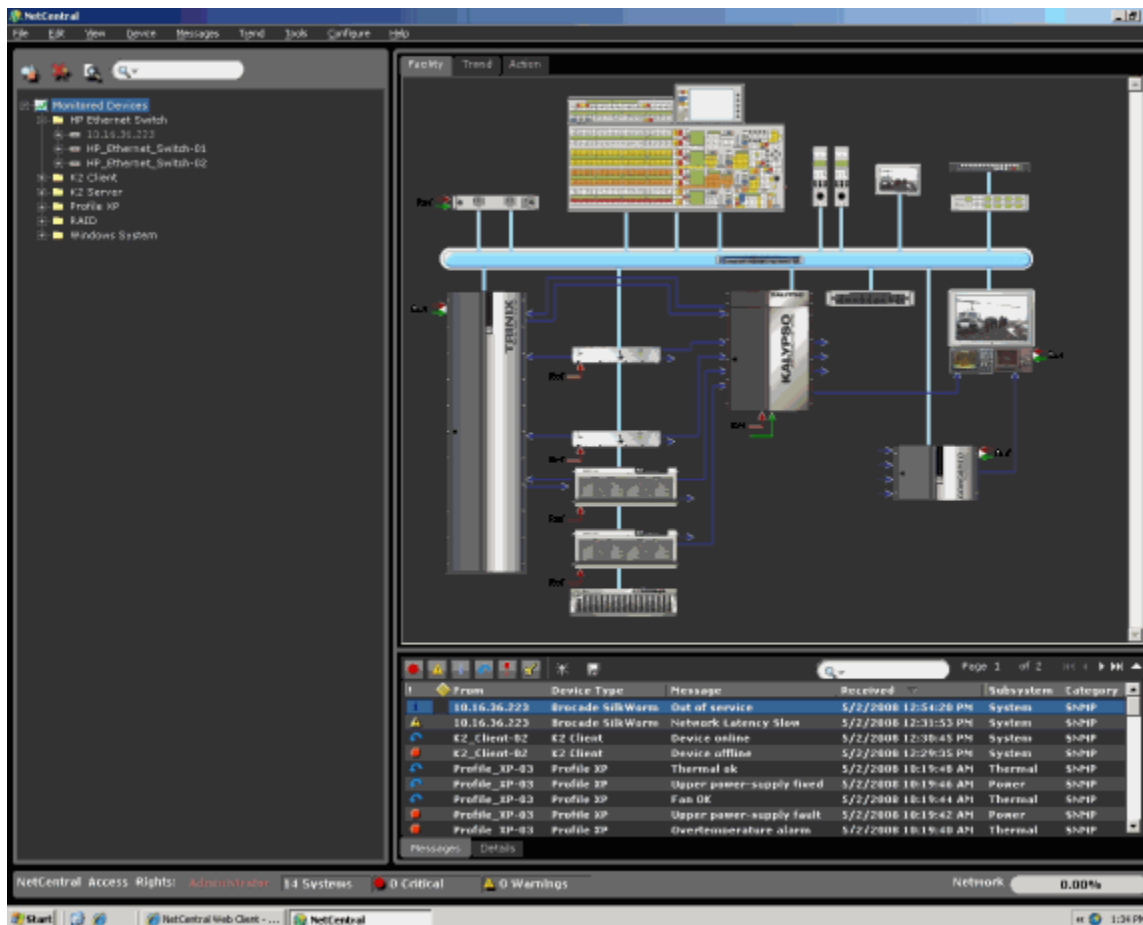 NetCentral
File Edit View Device Messages Trend Tools Configure Help
Facility Trend Action
Monitored Devices
HP Ethernet Switch
10.16.36.223
HP_Ethernet_Switch-01
HP_Ethernet_Switch-02
K2 Client
K2 Server
Profile XP
RAID
Windows System
TRINIX
KALYPSO
KALYPSO
Ref
Ref
Ref
Ref
Page 1 of 2
! From Device Type Message Received Subsystem Category
10.16.36.223 Brocade SilkWorm Out of service 5/2/2008 12:54:20 PM System SNMP
10.16.36.223 Brocade SilkWorm Network Latency Slow 5/2/2008 12:31:53 PM System SNMP
K2_Client-02 K2 Client Device online 5/2/2008 12:30:45 PM System SNMP
K2_Client-02 K2 Client Device offline 5/2/2008 12:29:35 PM System SNMP
Profile_XP-03 Profile XP Thermal ok 5/2/2008 10:19:48 AM Thermal SNMP
Profile_XP-03 Profile XP Upper power-supply fixed 5/2/2008 10:19:46 AM Power SNMP
Profile_XP-03 Profile XP Fan OK 5/2/2008 10:19:44 AM Thermal SNMP
Profile_XP-03 Profile XP Upper power-supply fault 5/2/2008 10:19:42 AM Power SNMP
Profile_XP-03 Profile XP Overtemperature alarm 5/2/2008 10:19:40 AM Thermal SNMP
Messages Details
NetCentral Access Rights: Administrator 14 Systems 0 Critical 0 Warnings Network 0.00%
Start NetCentral Web Client - ... NetCentral 1:34 PM